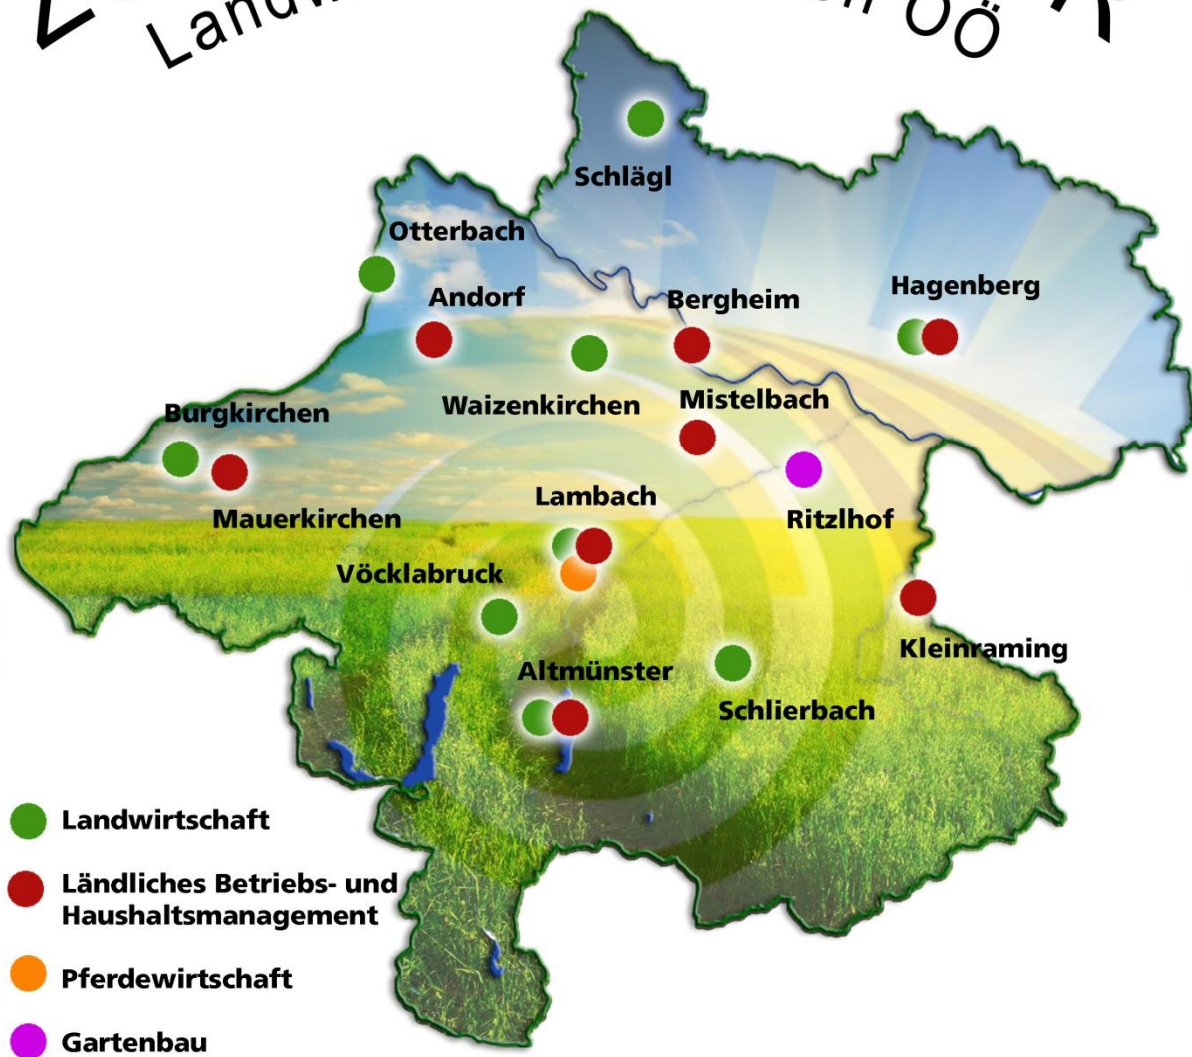 OÖ
Schlägl
Otterbach
Andorf
Bergheim
Hagenberg
Waizenkirchen
Mistelbach
Burgkirchen
Mauerkirchen
Lambach
Ritzlhof
Vöcklabruck
Kleinraming
Altmünster
Schlierbach
Landwirtschaft
Ländliches Betriebs- und
Haushaltsmanagement
Pferdewirtschaft
Gartenbau